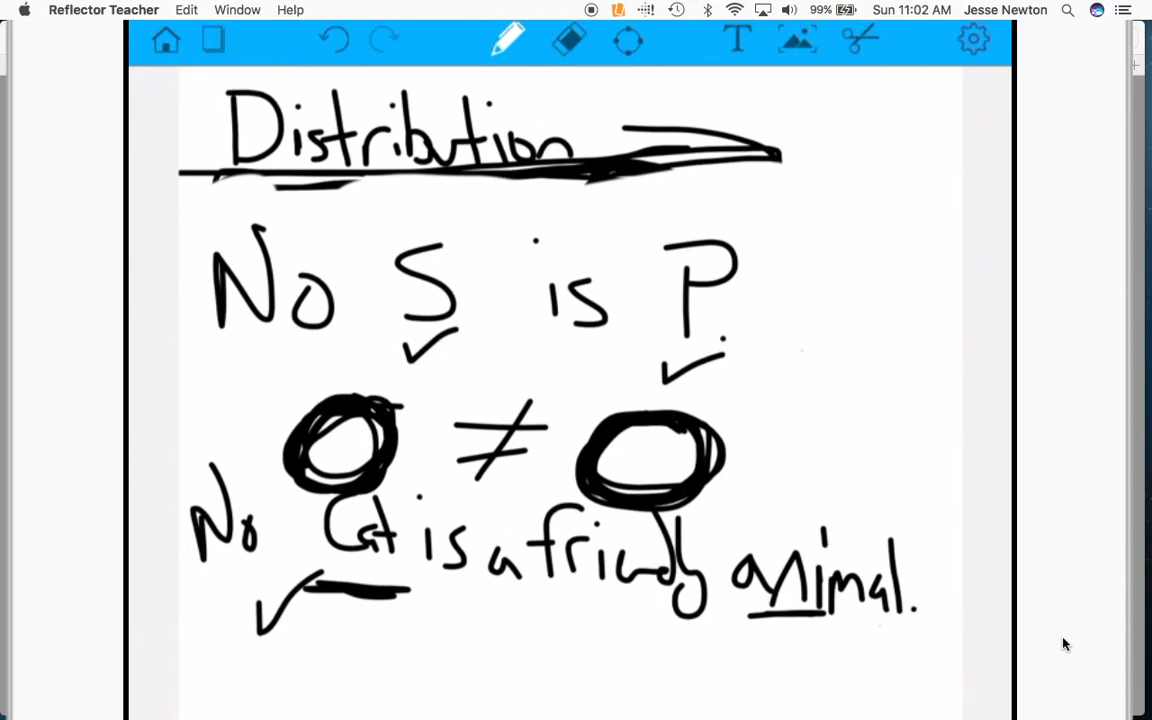 Reflector Teacher Edit Window Help 99% Sun 11:02 AM Jesse Newton
T
Distribution
No S is P.
≠
No Cat is a friendly animal.